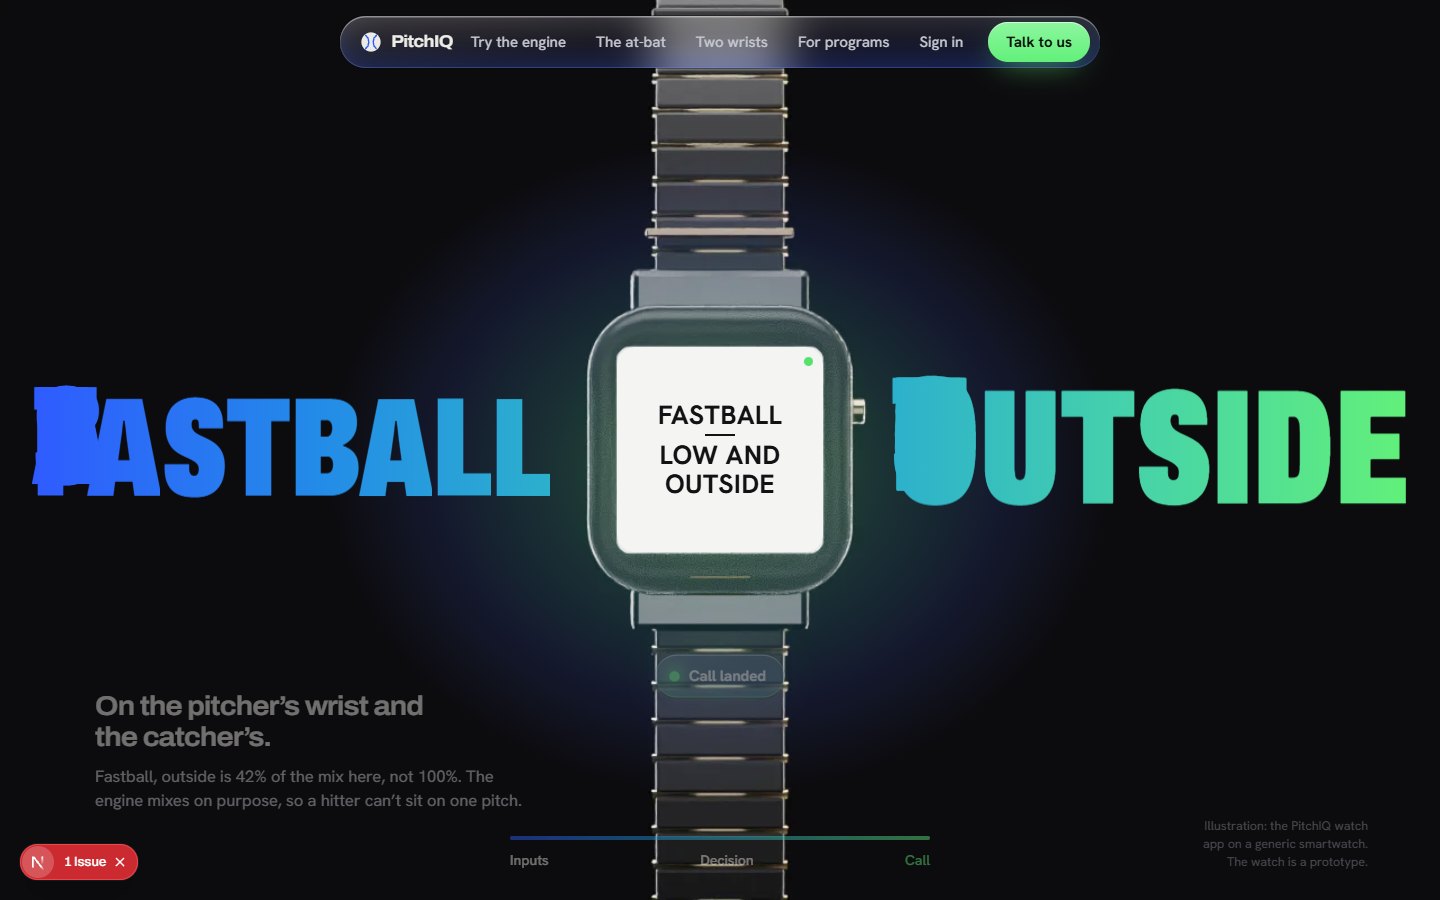 PitchIQ Try the engine The at-bat Two wrists For programs Sign in Talk to us
FASTBALL
LOW AND
OUTSIDE
ASTBALL
UTSIDE
Call landed
On the pitcher’s wrist and
the catcher’s.
Fastball, outside is 42% of the mix here, not 100%. The
engine mixes on purpose, so a hitter can’t sit on one pitch.
Inputs Decision Call
Illustration: the PitchIQ watch
app on a generic smartwatch.
The watch is a prototype.
N 1 Issue